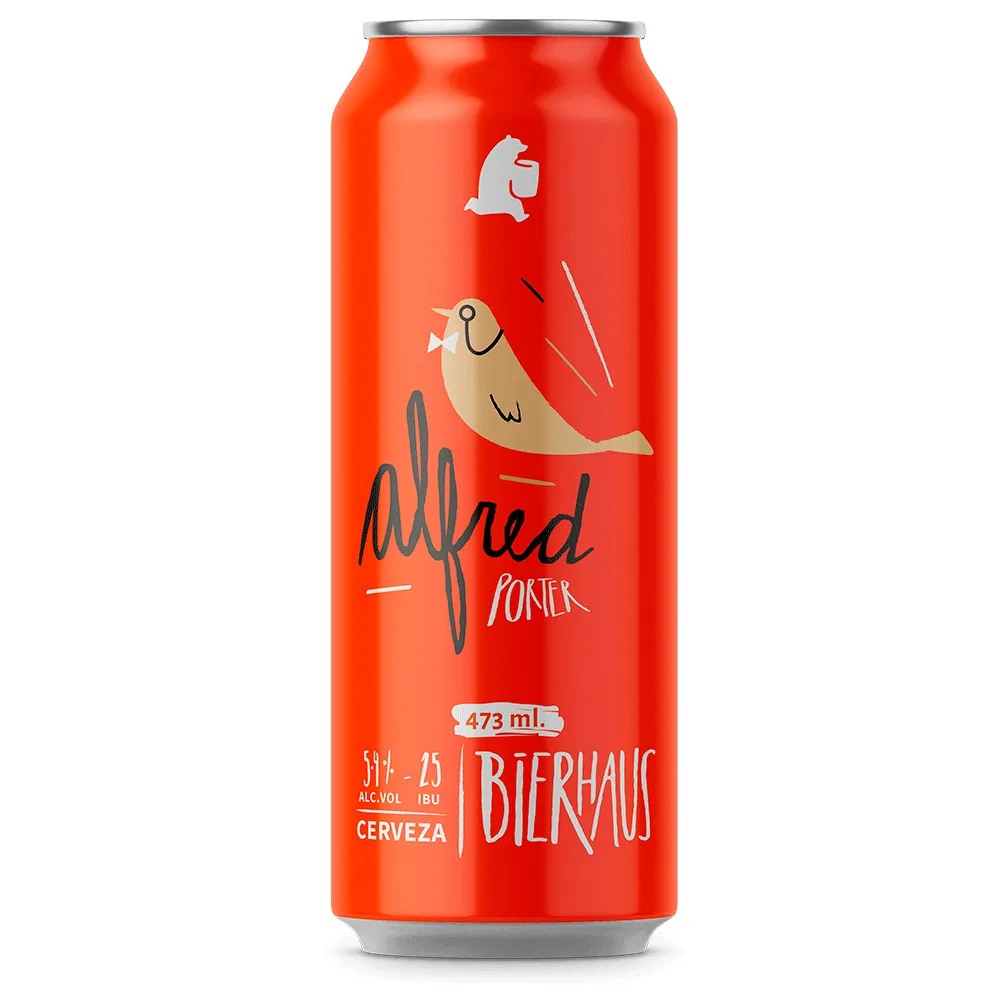 alfred
PORTER
473 ml.
5.4% - 25
ALC.VOL IBU
CERVEZA
BIERHAUS